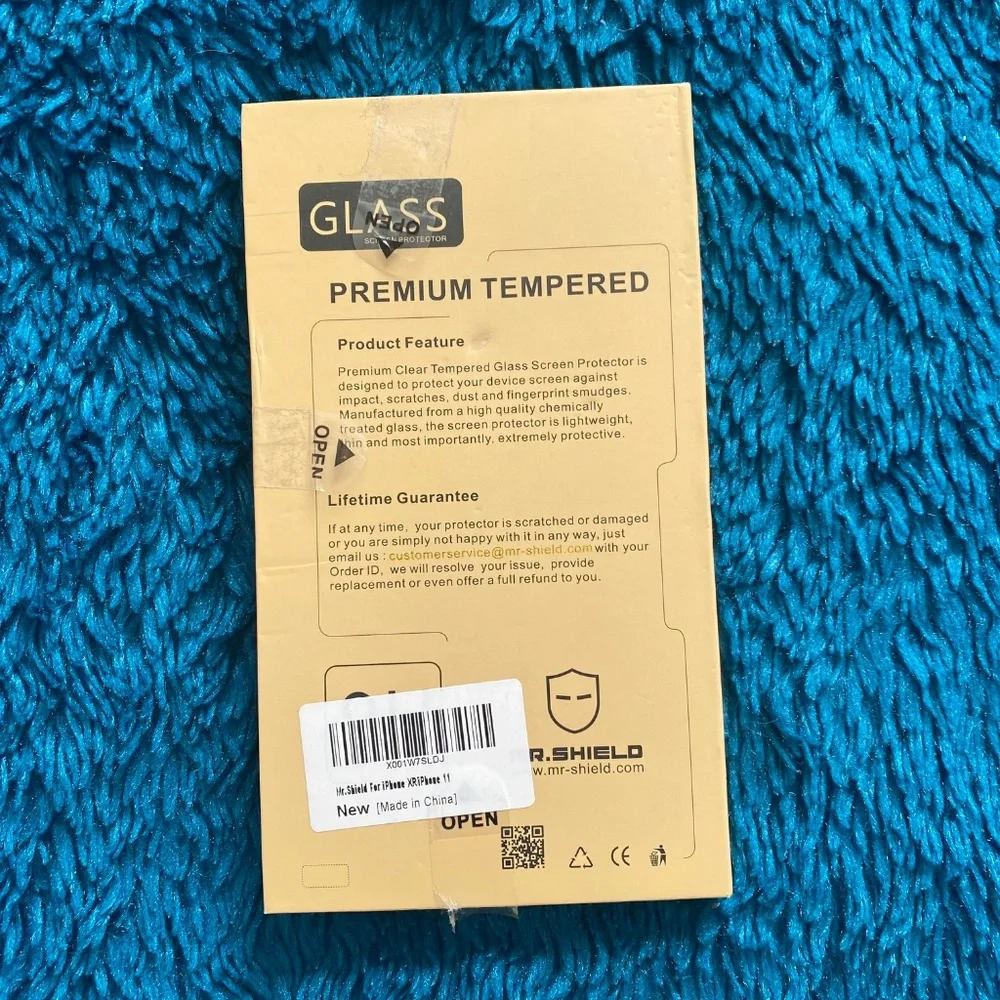 GLASS
SCREEN PROTECTOR
OPEN
PREMIUM TEMPERED
Product Feature
Premium Clear Tempered Glass Screen Protector is
designed to protect your device screen against
impact, scratches, dust and fingerprint smudges.
Manufactured from a high quality chemically
treated glass, the screen protector is lightweight,
thin and most importantly, extremely protective.
OPEN
Lifetime Guarantee
If at any time, your protector is scratched or damaged
or you are simply not happy with it in any way, just
email us : customerservice@mr-shield.com with your
Order ID, we will resolve your issue, provide
replacement or even offer a full refund to you.
R.SHIELD
w.mr-shield.com
X001W7SLDJ
Mr.Shield For iPhone XRiPhone 11
New [Made in China]
OPEN
CE